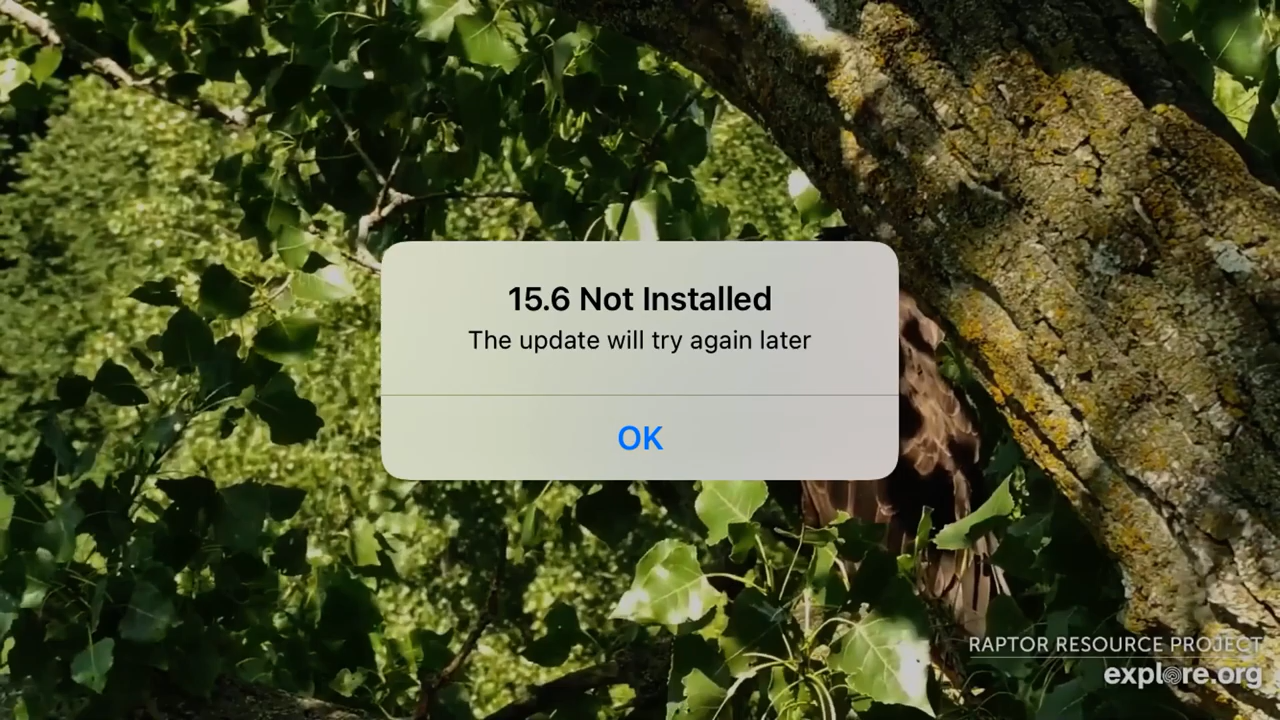 15.6 Not Installed
The update will try again later
OK
RAPTOR RESOURCE PROJECT
explore.org